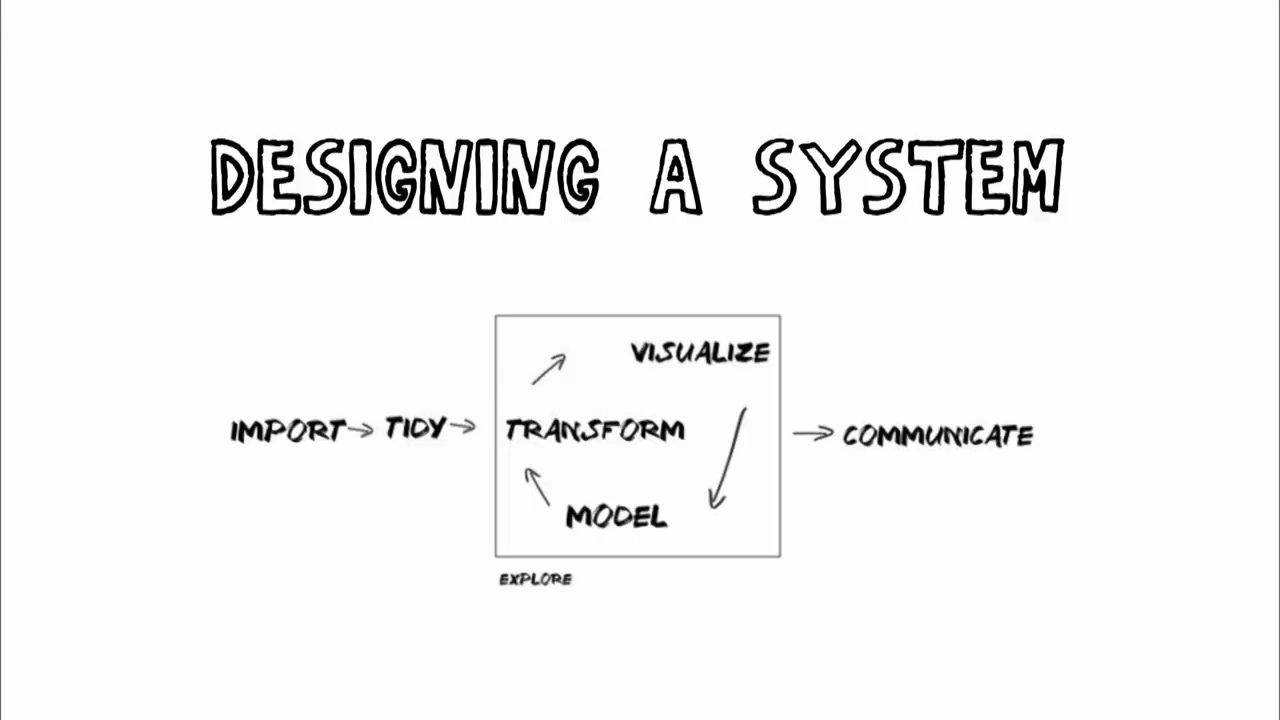 DESIGNING A SYSTEM
VISUALIZE
IMPORT → TIDY → TRANSFORM → COMMUNICATE
MODEL
EXPLORE